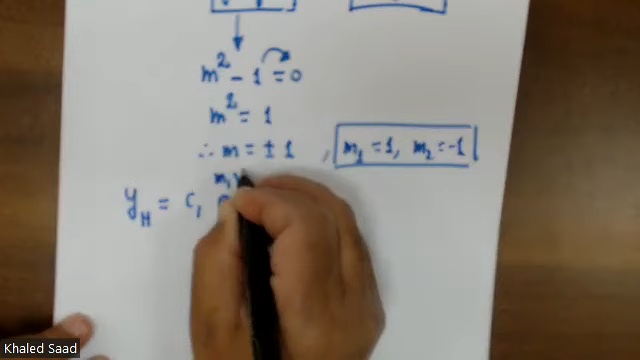 m² - 1 = 0
m² = 1
∴ m = ± 1 , m₁ = 1, m₂ = -1
y_H = c₁
Khaled Saad